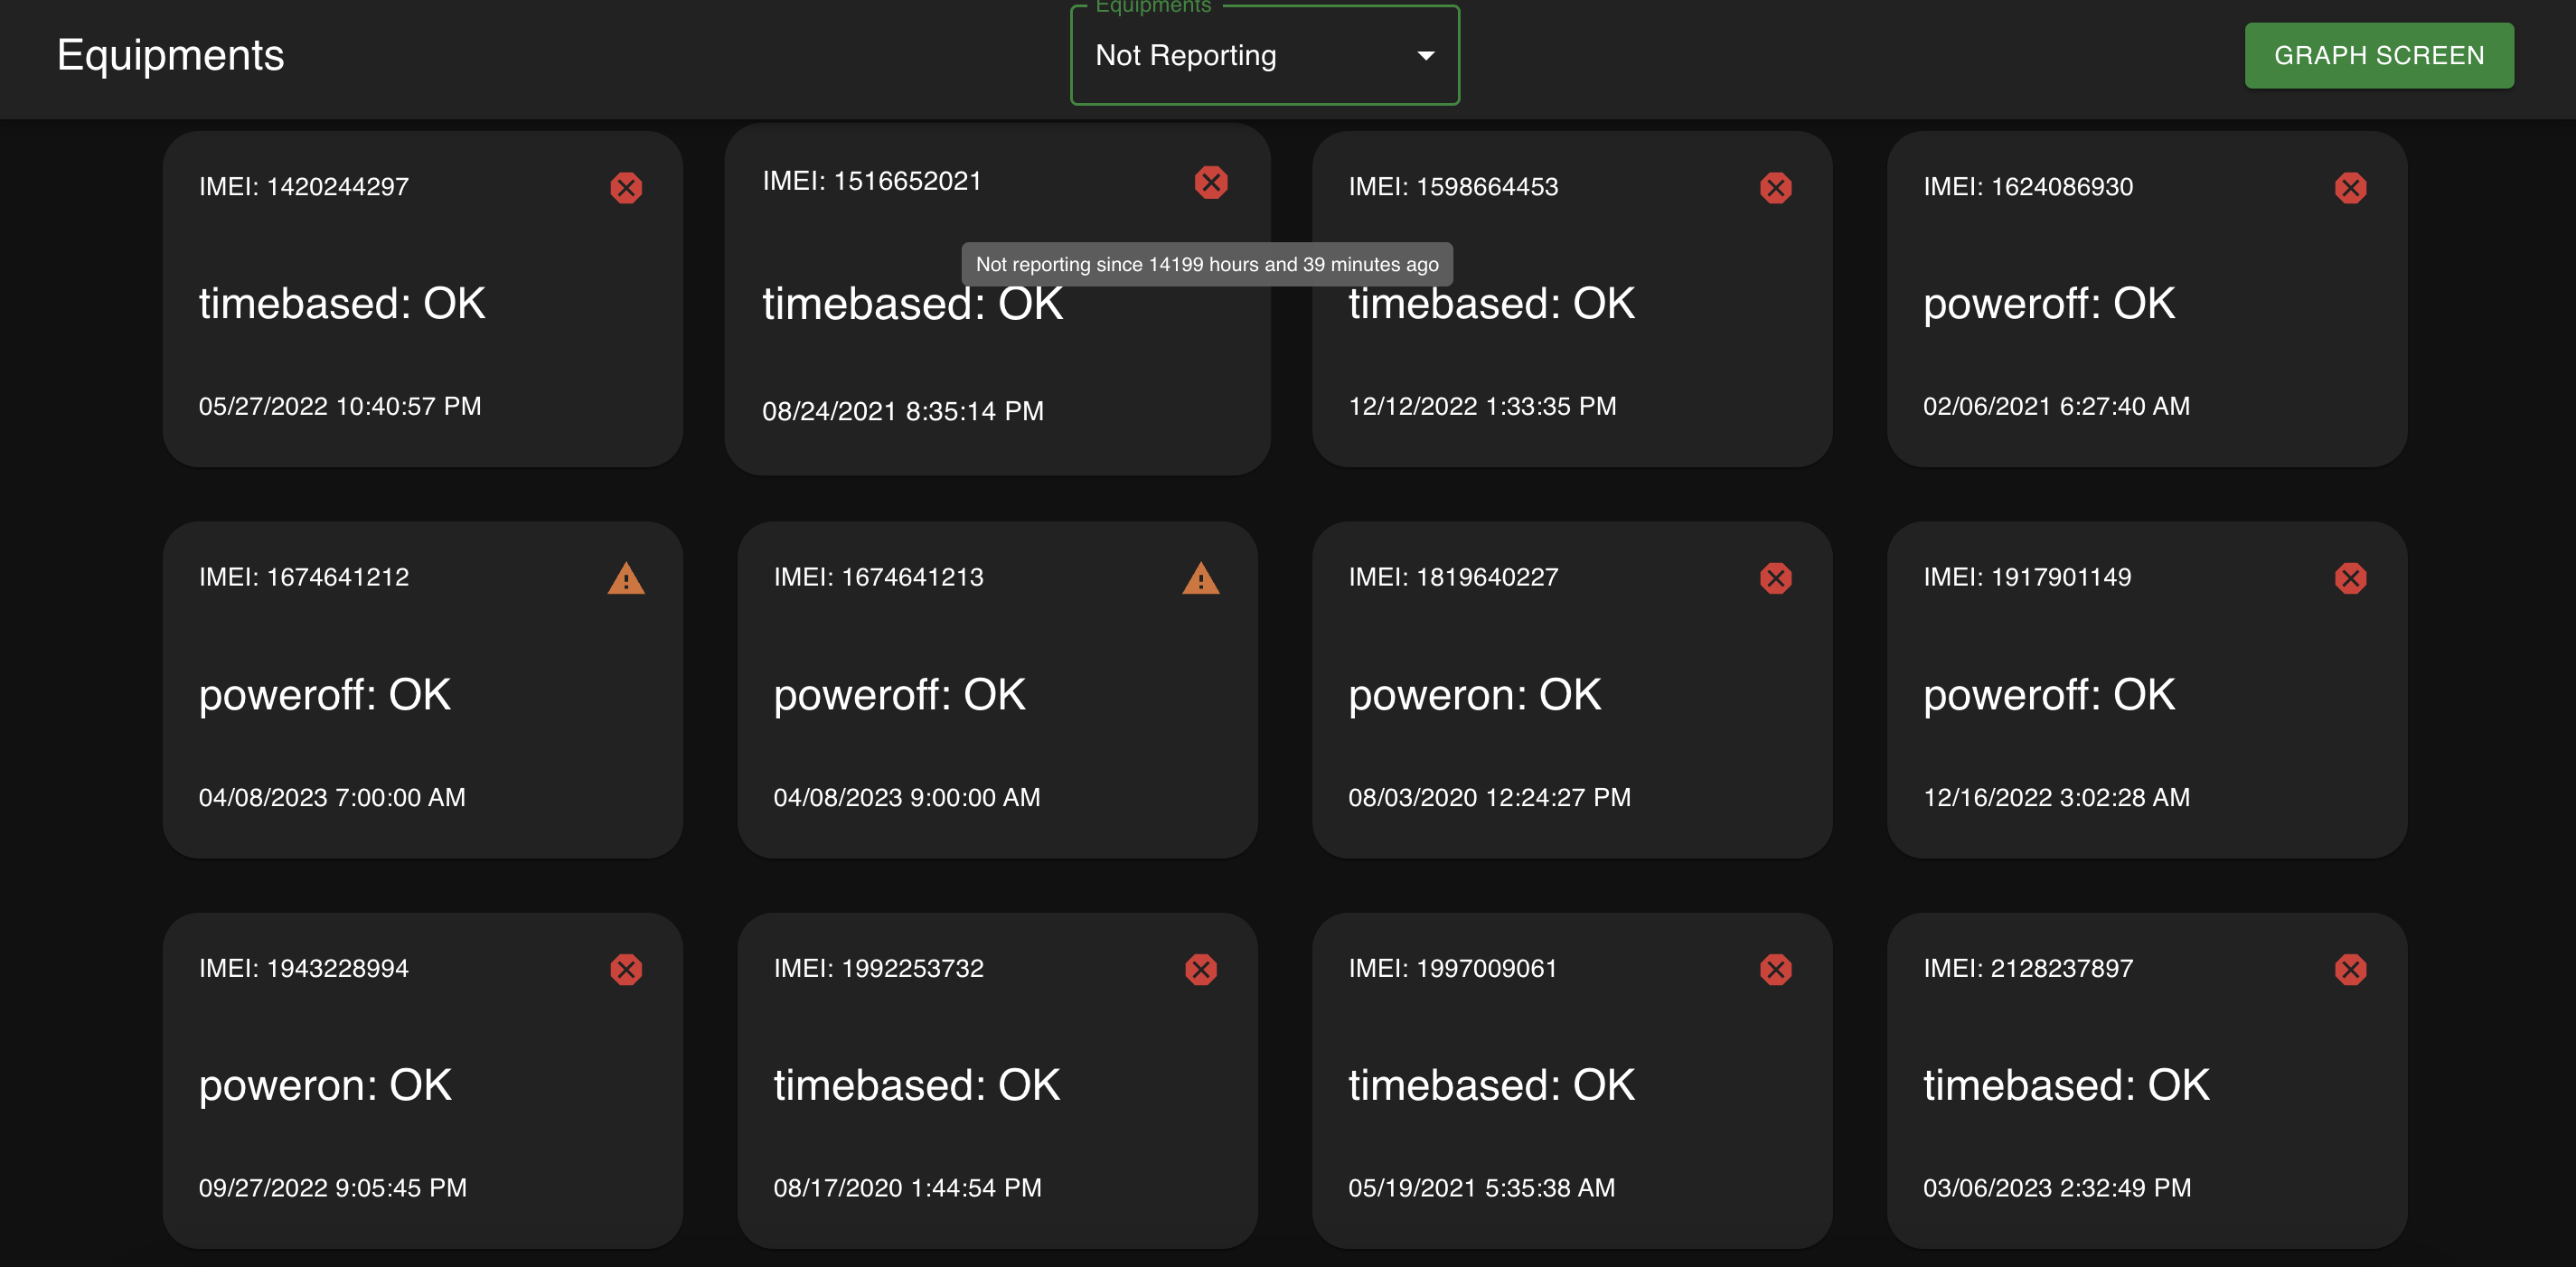 Equipments
Equipments
Not Reporting
GRAPH SCREEN
IMEI: 1420244297
timebased: OK
05/27/2022 10:40:57 PM
IMEI: 1516652021
Not reporting since 14199 hours and 39 minutes ago
timebased: OK
08/24/2021 8:35:14 PM
IMEI: 1598664453
timebased: OK
12/12/2022 1:33:35 PM
IMEI: 1624086930
poweroff: OK
02/06/2021 6:27:40 AM
IMEI: 1674641212
poweroff: OK
04/08/2023 7:00:00 AM
IMEI: 1674641213
poweroff: OK
04/08/2023 9:00:00 AM
IMEI: 1819640227
poweron: OK
08/03/2020 12:24:27 PM
IMEI: 1917901149
poweroff: OK
12/16/2022 3:02:28 AM
IMEI: 1943228994
poweron: OK
09/27/2022 9:05:45 PM
IMEI: 1992253732
timebased: OK
08/17/2020 1:44:54 PM
IMEI: 1997009061
timebased: OK
05/19/2021 5:35:38 AM
IMEI: 2128237897
timebased: OK
03/06/2023 2:32:49 PM